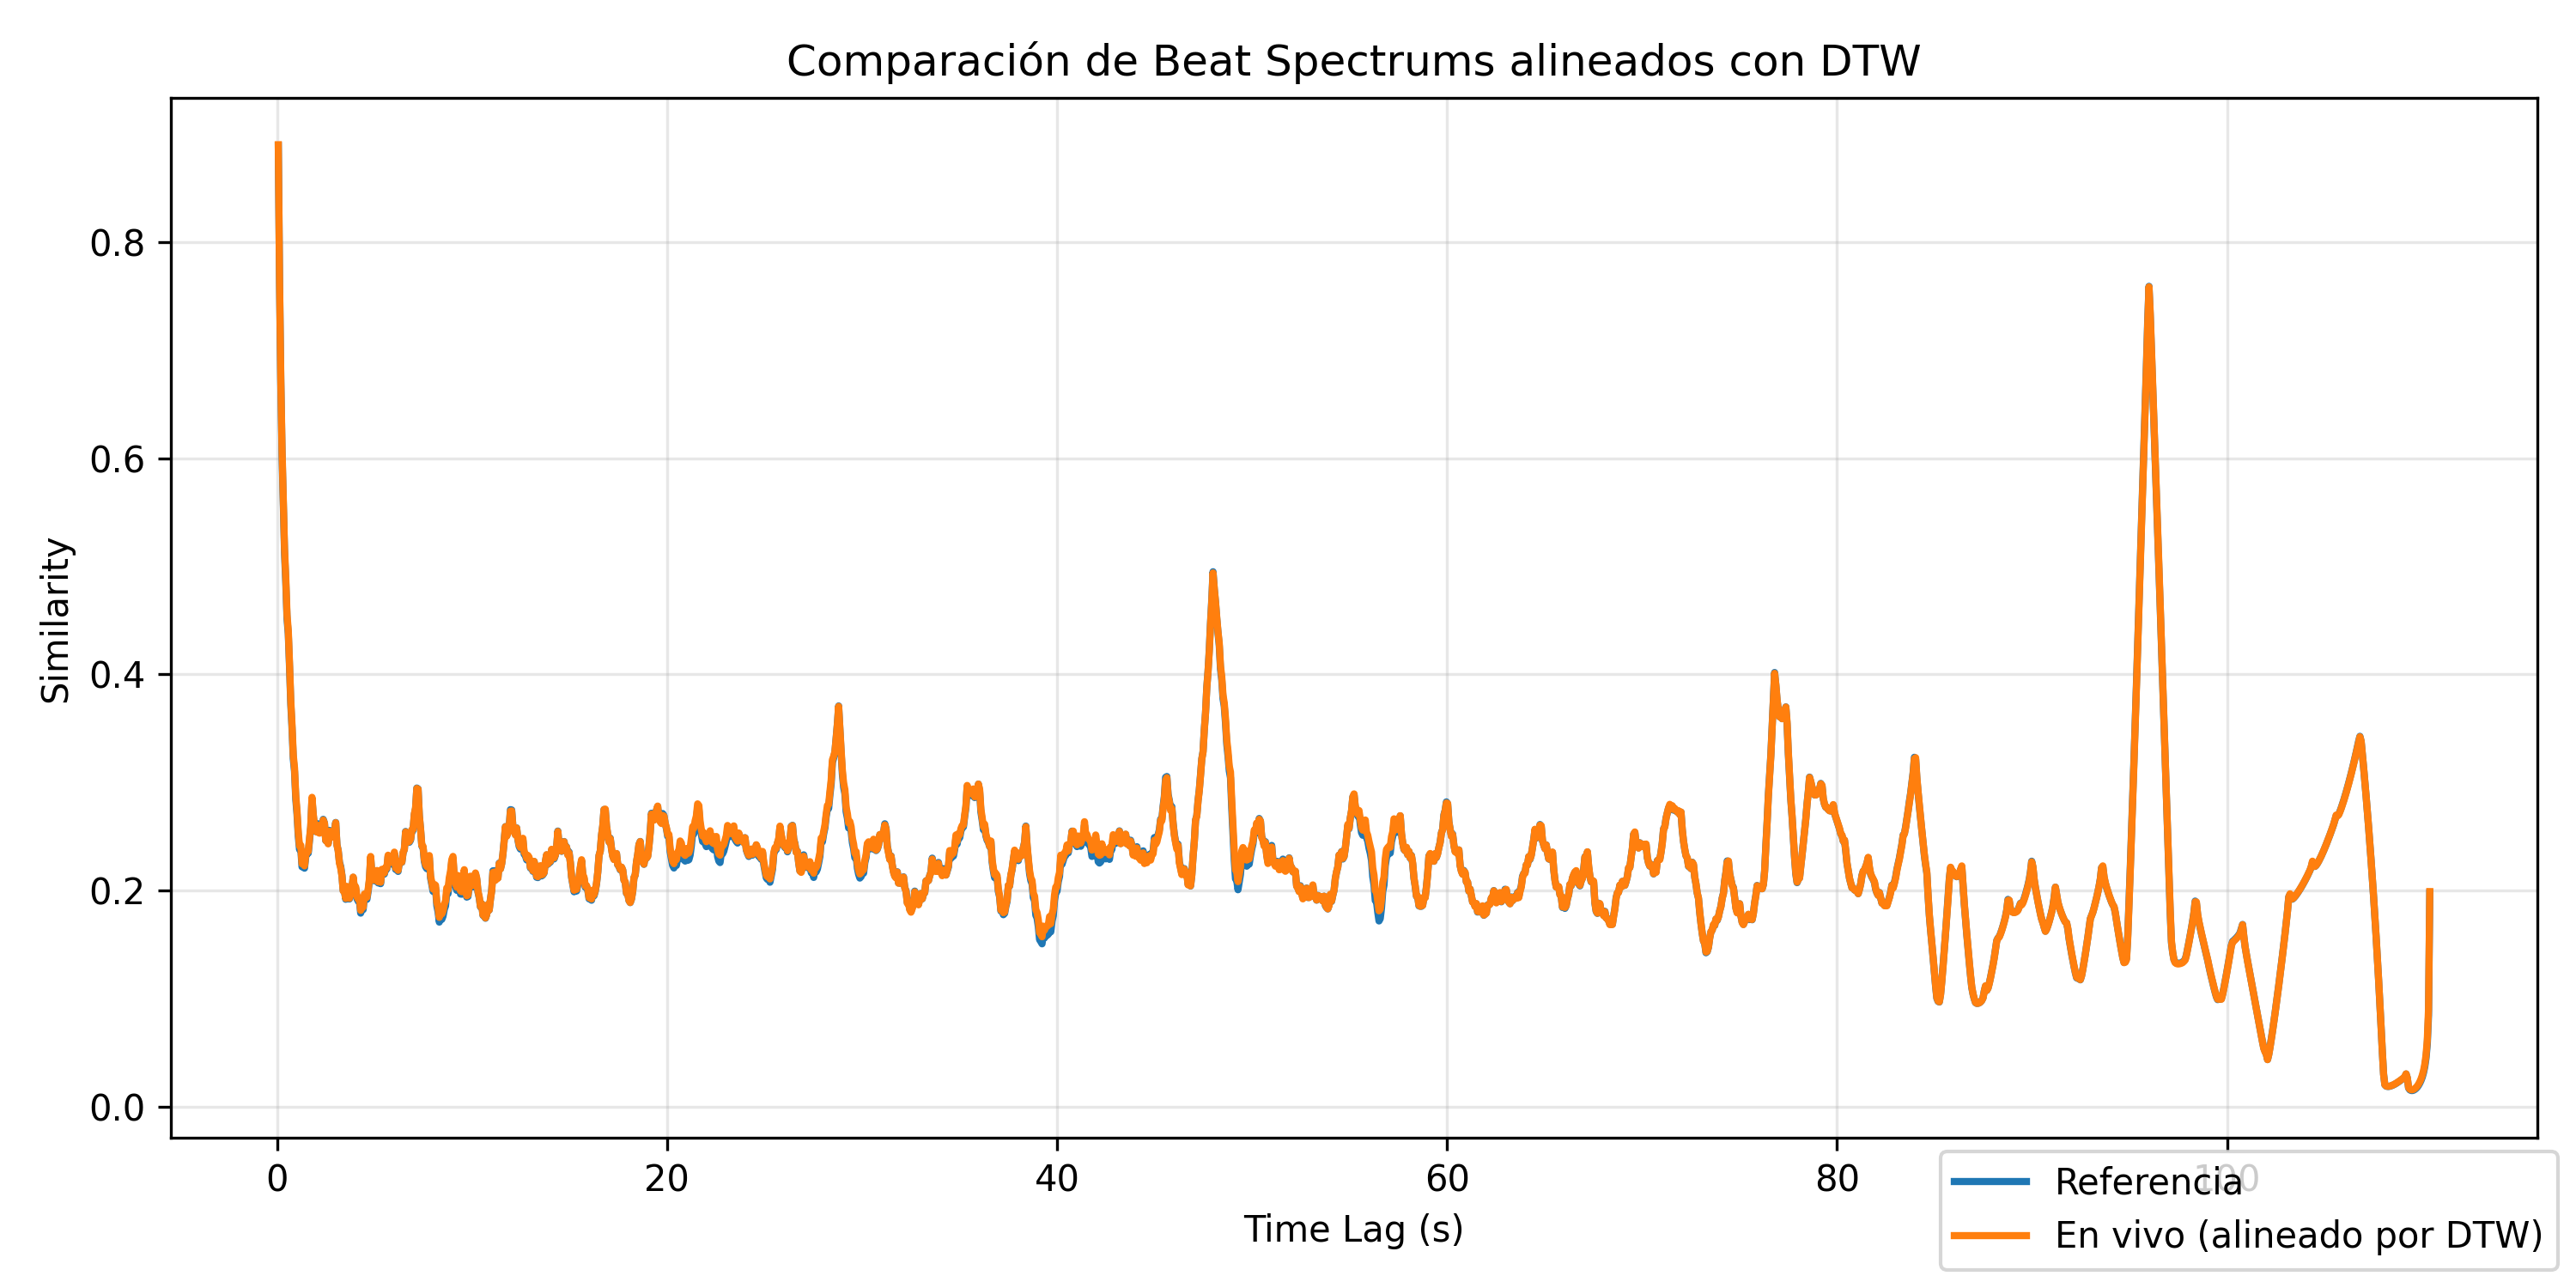 Comparación de Beat Spectrums alineados con DTW
Similarity
0.8
0.6
0.4
0.2
0.0
0
20
40
60
80
100
Time Lag (s)
Referencia
En vivo (alineado por DTW)